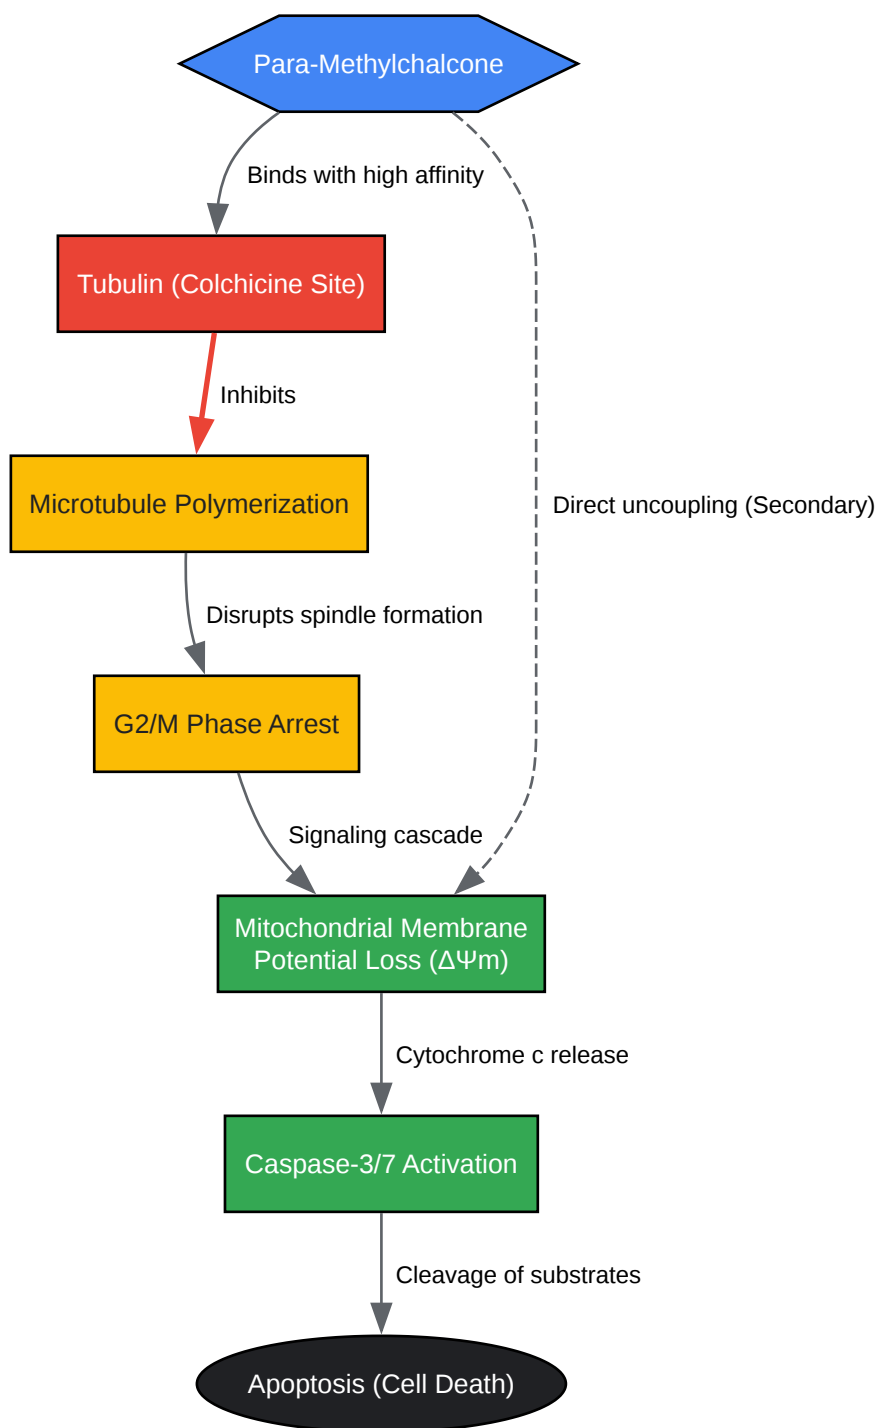 Para-Methylchalcone
Binds with high affinity
Tubulin (Colchicine Site)
Inhibits
Microtubule Polymerization
Direct uncoupling (Secondary)
Disrupts spindle formation
G2/M Phase Arrest
Signaling cascade
Mitochondrial Membrane
Potential Loss (ΔΨm)
Cytochrome c release
Caspase-3/7 Activation
Cleavage of substrates
Apoptosis (Cell Death)